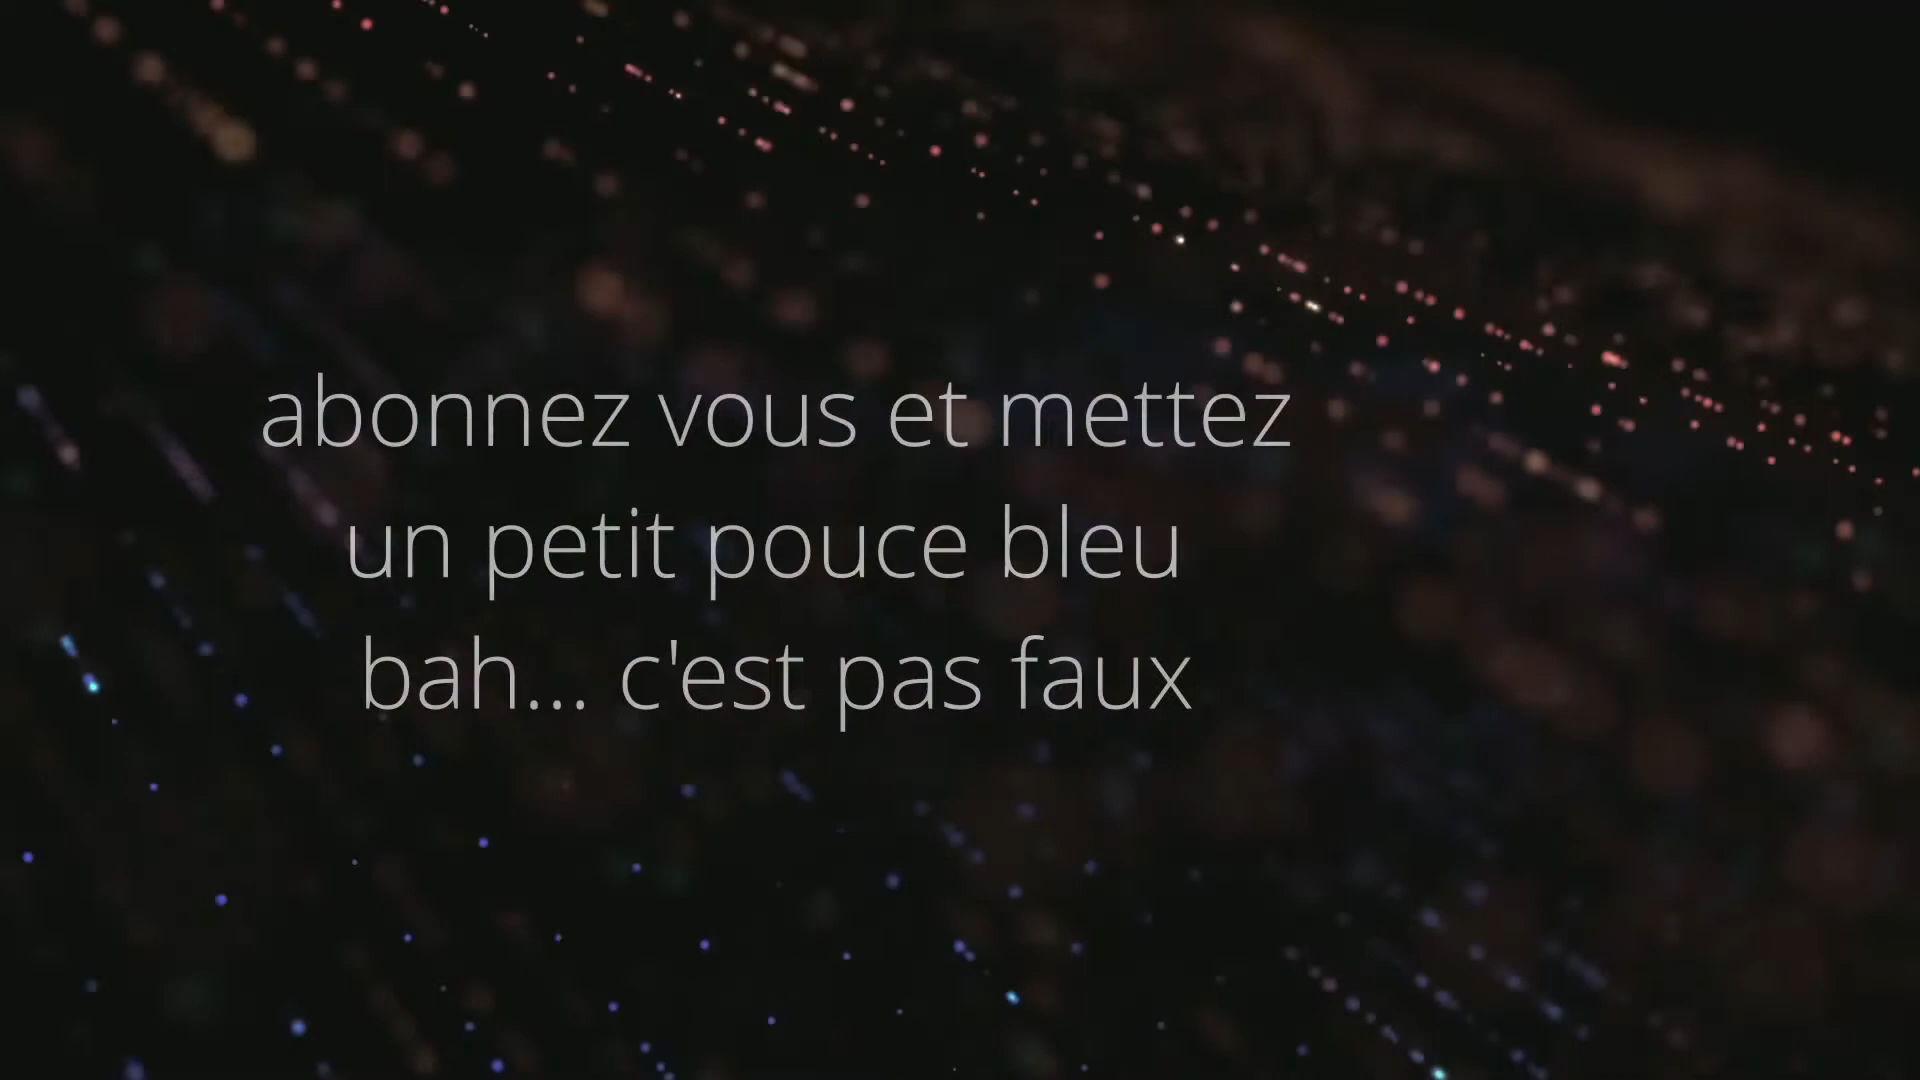 abonnez vous et mettez
un petit pouce bleu
bah... c'est pas faux